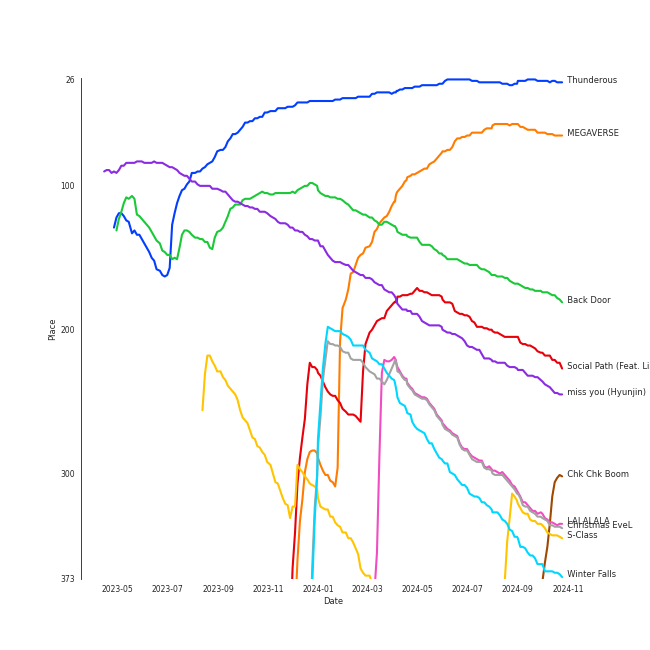 26
100
200
300
373
Place
2023-05
2023-07
2023-09
2023-11
2024-01
2024-03
2024-05
2024-07
2024-09
2024-11
Date
Thunderous
MEGAVERSE
Back Door
Social Path (Feat. Li
miss you (Hyunjin)
Chk Chk Boom
LALALALA
Christmas EveL
S-Class
Winter Falls